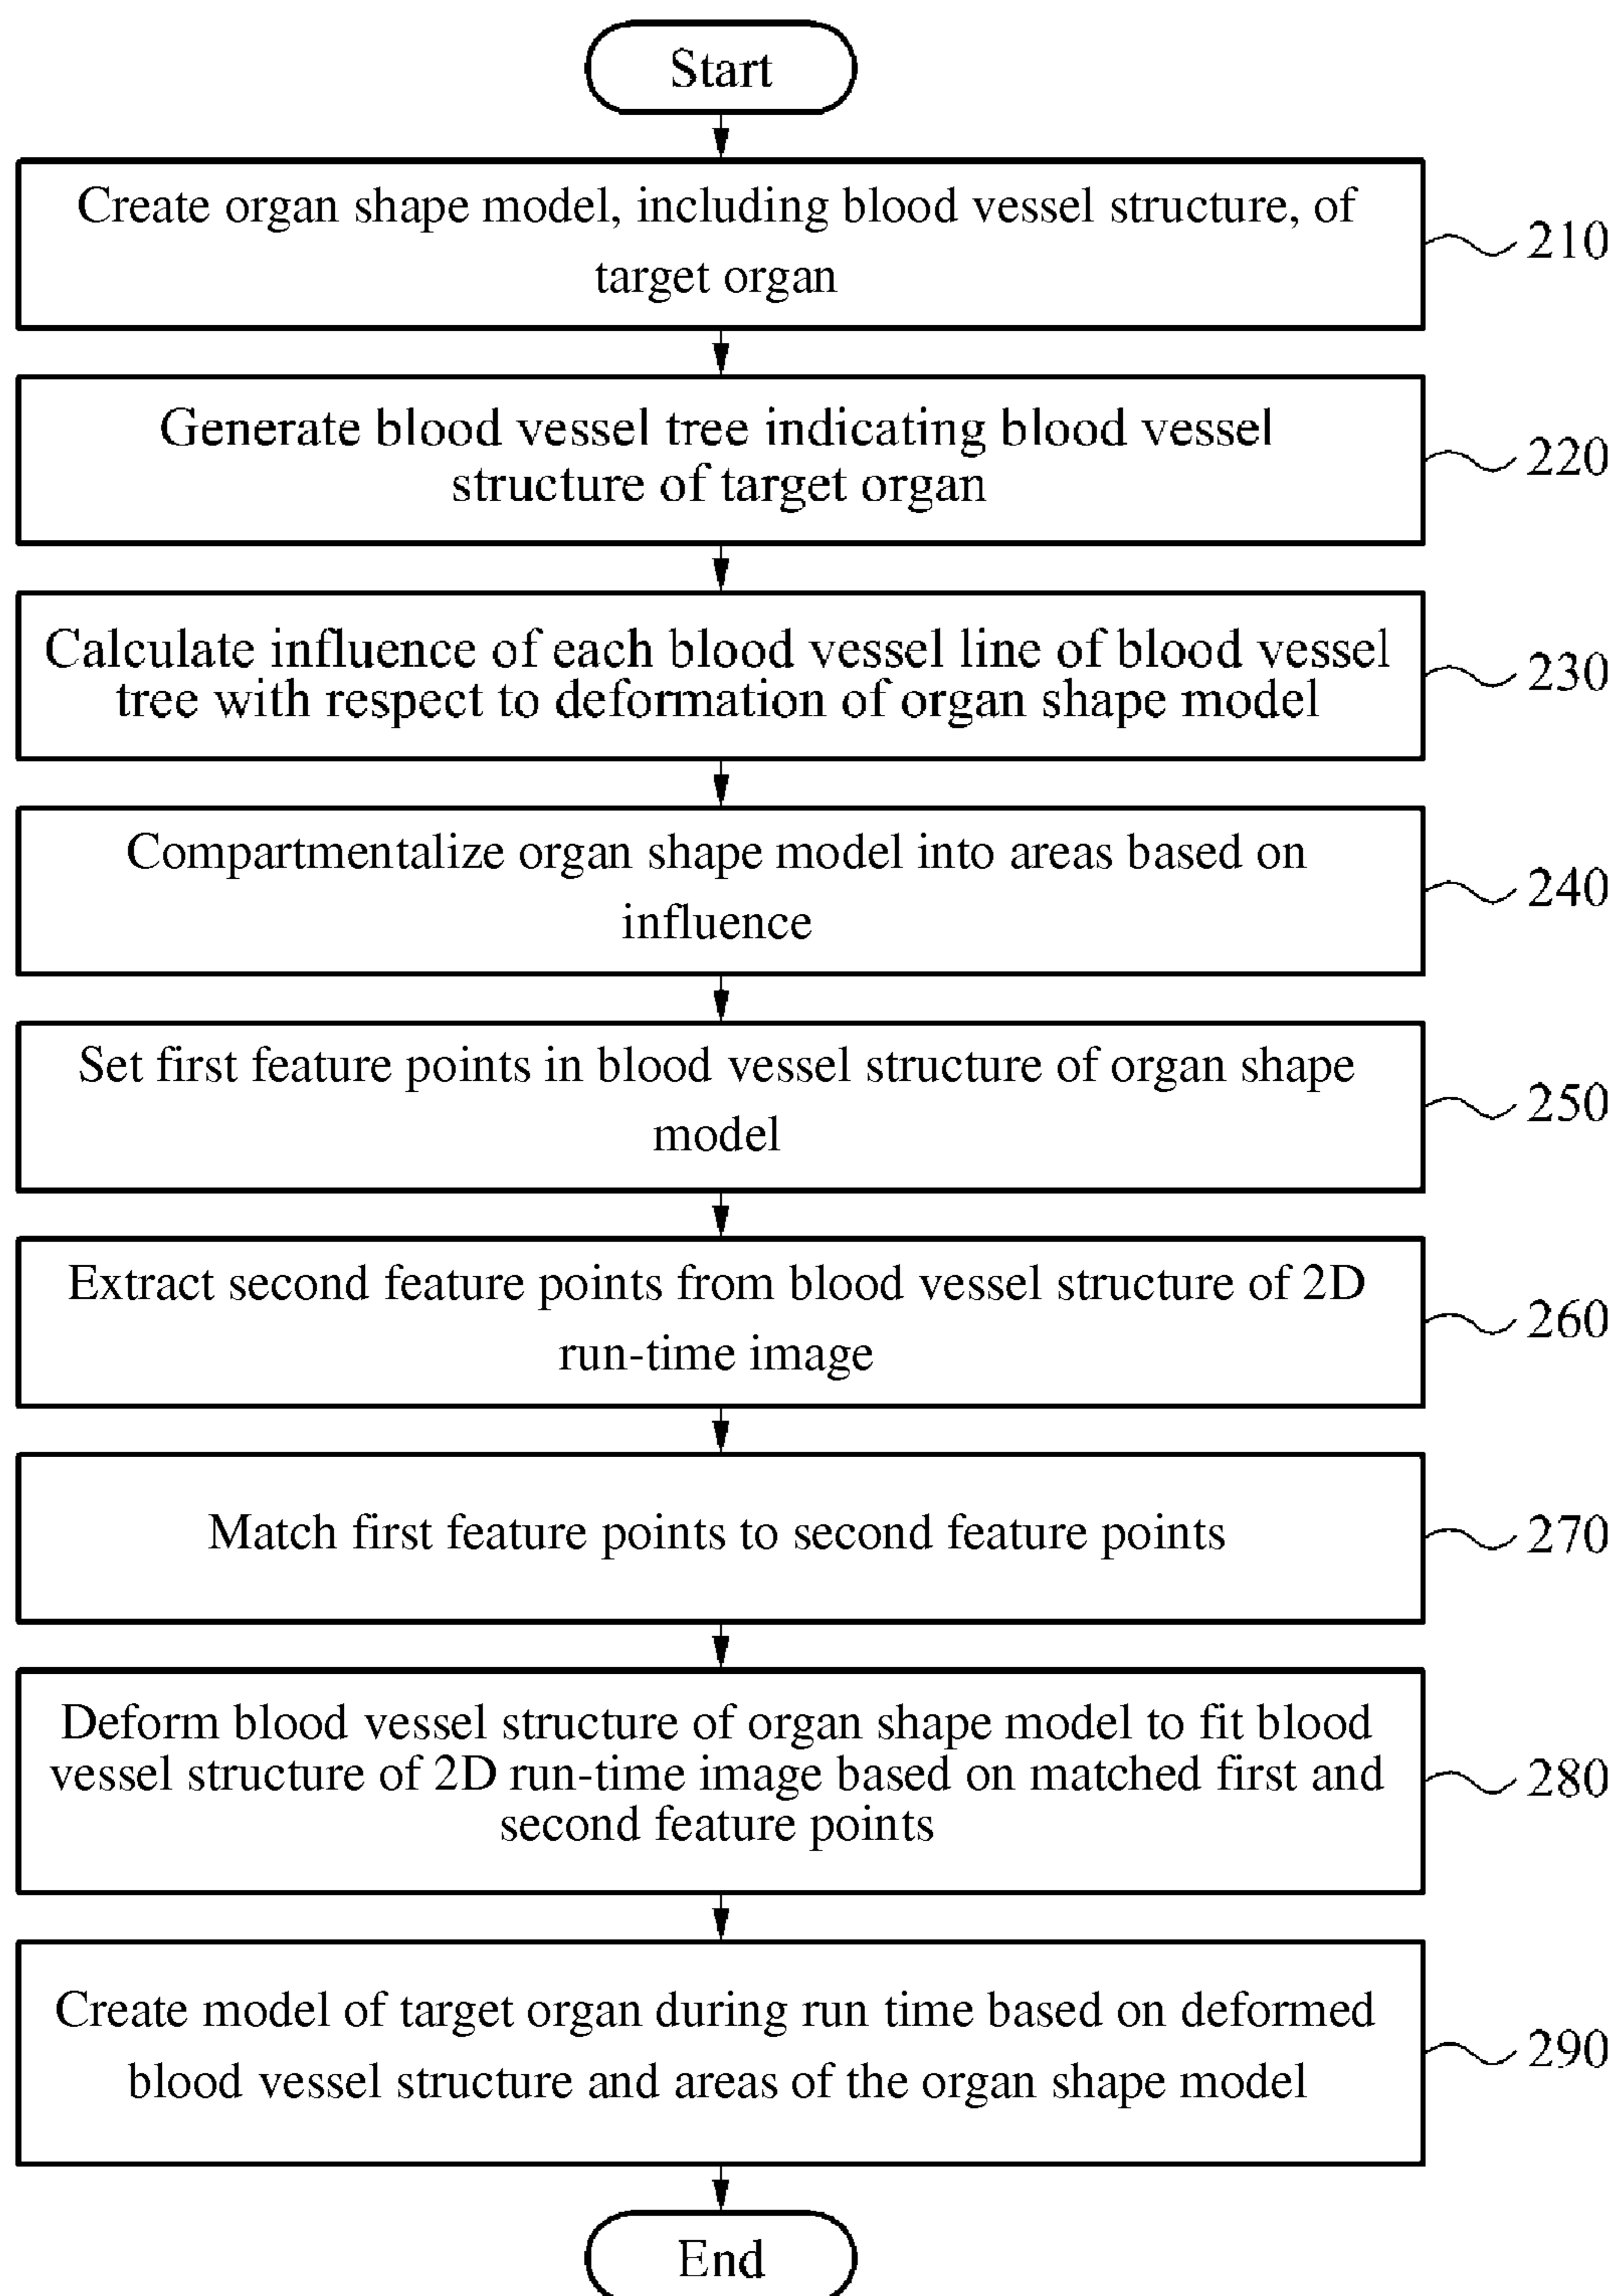 Start
Create organ shape model, including blood vessel structure, of
target organ
210
Generate blood vessel tree indicating blood vessel
structure of target organ
220
Calculate influence of each blood vessel line of blood vessel
tree with respect to deformation of organ shape model
230
Compartmentalize organ shape model into areas based on
influence
240
Set first feature points in blood vessel structure of organ shape
model
250
Extract second feature points from blood vessel structure of 2D
run-time image
260
Match first feature points to second feature points
270
Deform blood vessel structure of organ shape model to fit blood
vessel structure of 2D run-time image based on matched first and
second feature points
280
Create model of target organ during run time based on deformed
blood vessel structure and areas of the organ shape model
290
End